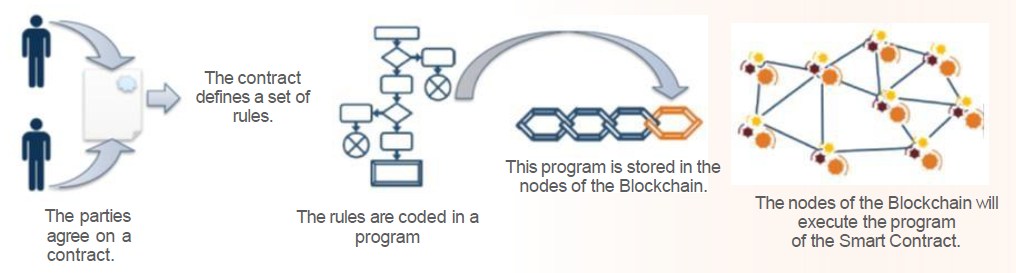 The parties
agree on a
contract.
The contract
defines a set of
rules.
The rules are coded in a
program
This program is stored in the
nodes of the Blockchain.
The nodes of the Blockchain will
execute the program
of the Smart Contract.